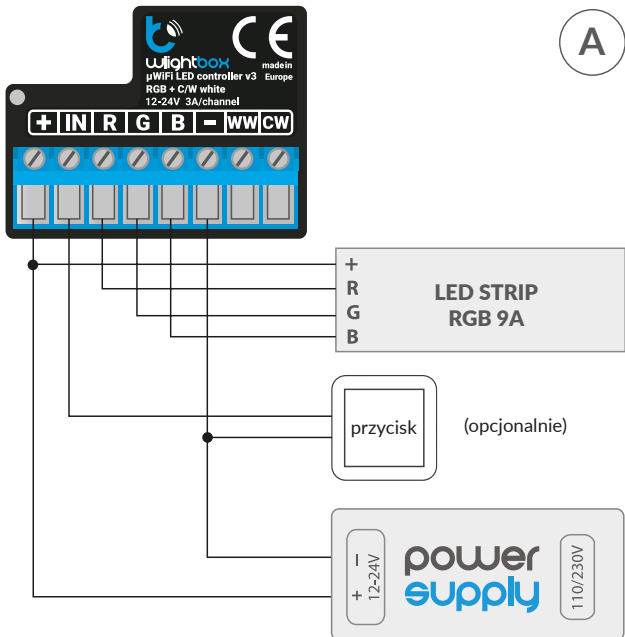 A
wlightbox
CE
made in
Europe
µWiFi LED controller v3
RGB + C/W white
12-24V 3A/channel
+ IN R G B - WW CW
+
R
G
B
LED STRIP
RGB 9A
przycisk
(opcjonalnie)
- +
12-24V
power
supply
110/230V